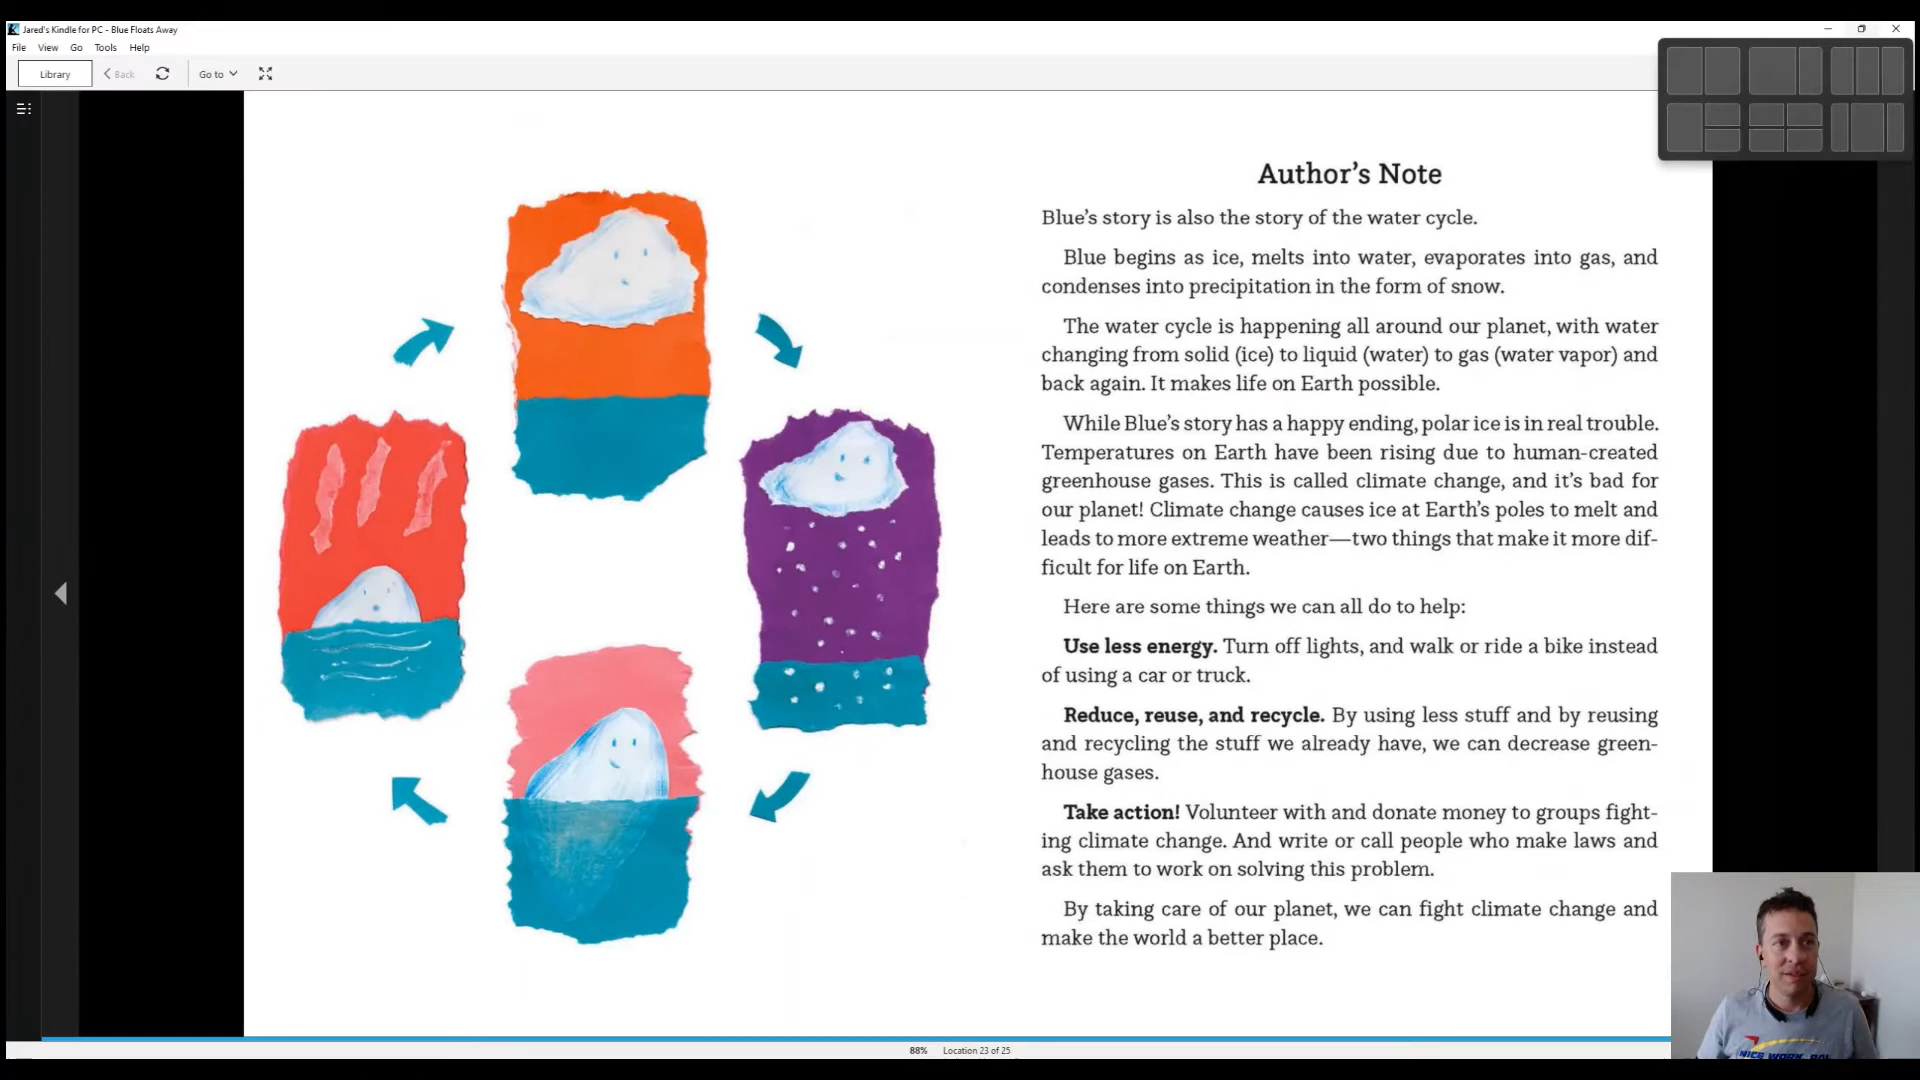 Jared's Kindle for PC - Blue Floats Away
File View Go Tools Help
Library Back Go to
Author's Note
Blue's story is also the story of the water cycle.
Blue begins as ice, melts into water, evaporates into gas, and
condenses into precipitation in the form of snow.
The water cycle is happening all around our planet, with water
changing from solid (ice) to liquid (water) to gas (water vapor) and
back again. It makes life on Earth possible.
While Blue's story has a happy ending, polar ice is in real trouble.
Temperatures on Earth have been rising due to human-created
greenhouse gases. This is called climate change, and it's bad for
our planet! Climate change causes ice at Earth's poles to melt and
leads to more extreme weather—two things that make it more dif-
ficult for life on Earth.
Here are some things we can all do to help:
Use less energy. Turn off lights, and walk or ride a bike instead
of using a car or truck.
Reduce, reuse, and recycle. By using less stuff and by reusing
and recycling the stuff we already have, we can decrease green-
house gases.
Take action! Volunteer with and donate money to groups fight-
ing climate change. And write or call people who make laws and
ask them to work on solving this problem.
By taking care of our planet, we can fight climate change and
make the world a better place.
88% Location 23 of 25
NICE WORK